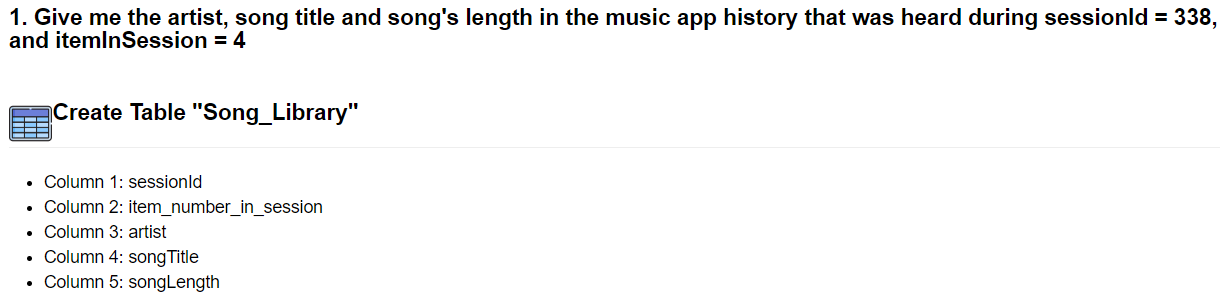 1. Give me the artist, song title and song's length in the music app history that was heard during sessionId = 338,
and itemInSession = 4
Create Table "Song_Library"
• Column 1: sessionId
• Column 2: item_number_in_session
• Column 3: artist
• Column 4: songTitle
• Column 5: songLength